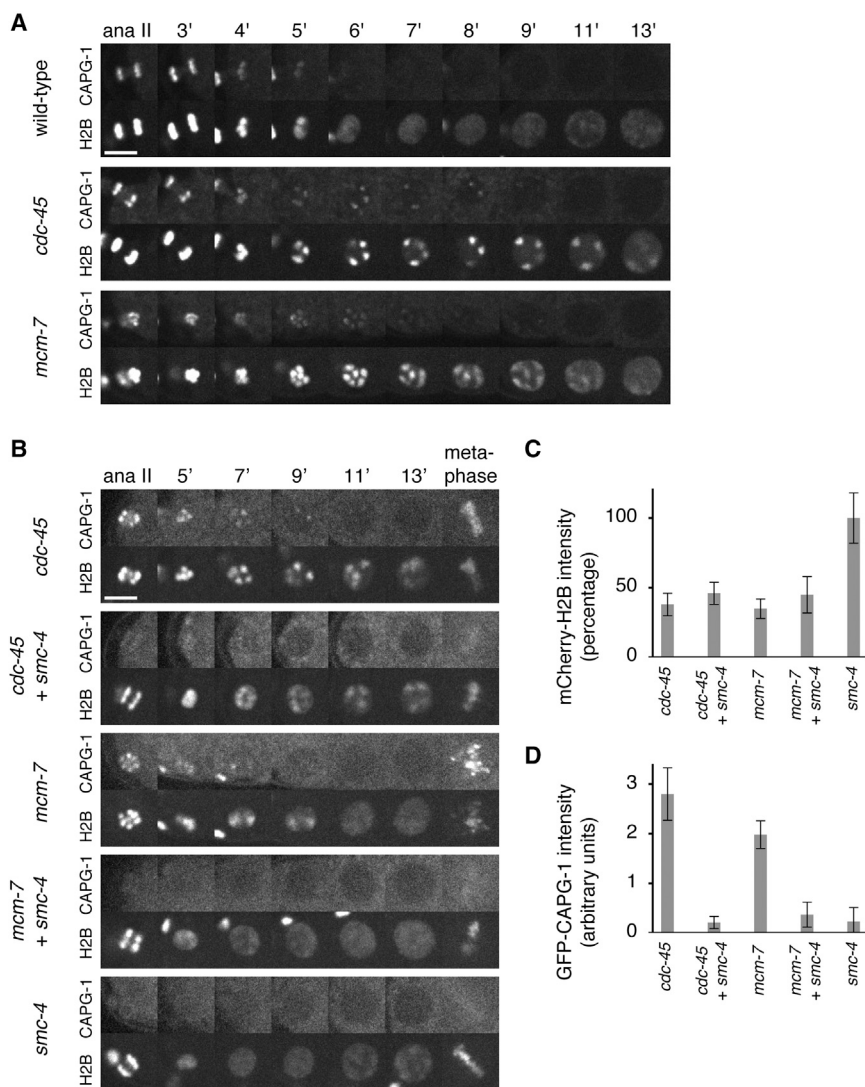 A
ana II 3' 4' 5' 6' 7' 8' 9' 11' 13'
wild-type
CAPG-1
H2B
cdc-45
CAPG-1
H2B
mcm-7
CAPG-1
H2B
B
ana II 5' 7' 9' 11' 13' meta-
phase
cdc-45
CAPG-1
H2B
cdc-45
+ smc-4
CAPG-1
H2B
mcm-7
CAPG-1
H2B
mcm-7
+ smc-4
CAPG-1
H2B
smc-4
CAPG-1
H2B
C
mCherry-H2B intensity
(percentage)
100
50
0
cdc-45
cdc-45
+ smc-4
mcm-7
mcm-7
+ smc-4
smc-4
D
GFP-CAPG-1 intensity
(arbitrary units)
3
2
1
0
cdc-45
cdc-45
+ smc-4
mcm-7
mcm-7
+ smc-4
smc-4